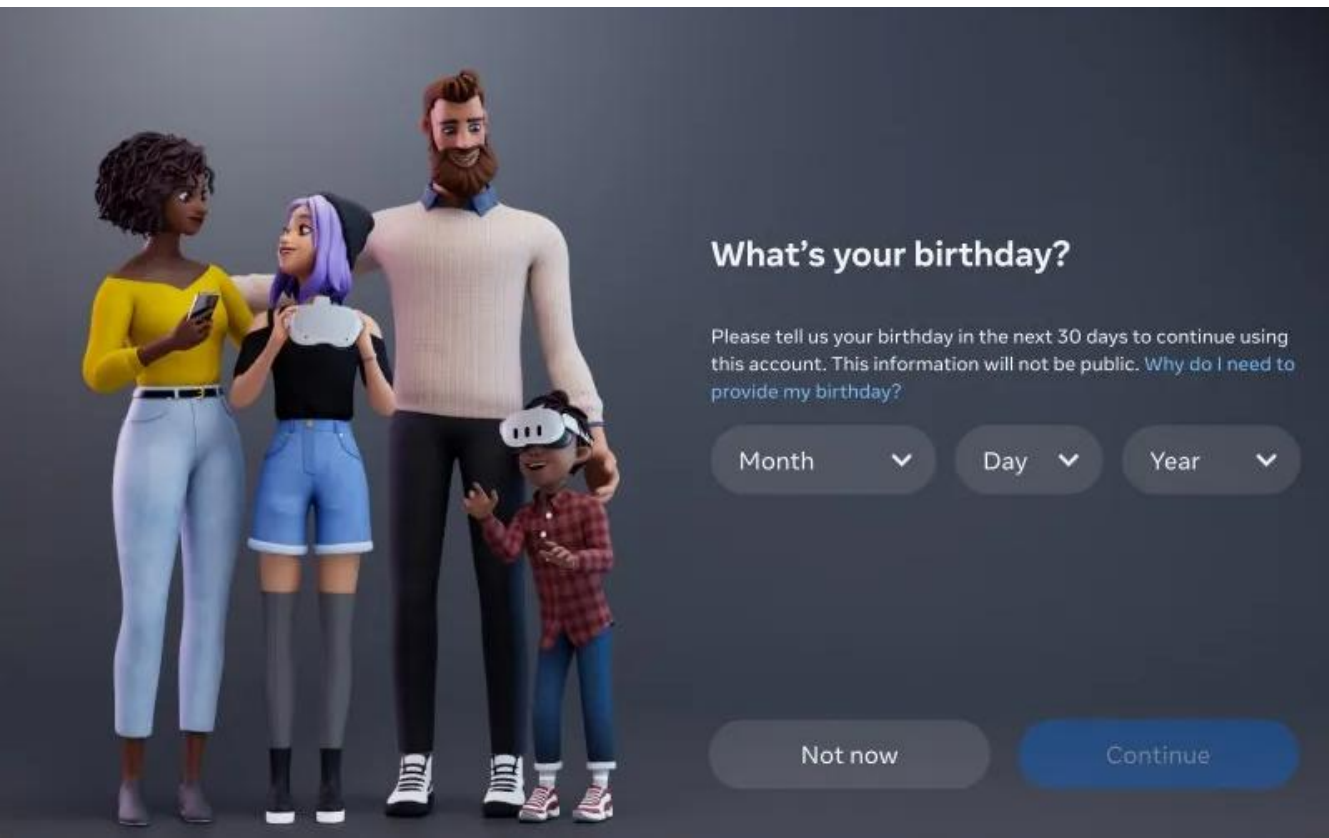 What's your birthday?
Please tell us your birthday in the next 30 days to continue using
this account. This information will not be public. Why do I need to
provide my birthday?
Month Day Year
Not now Continue